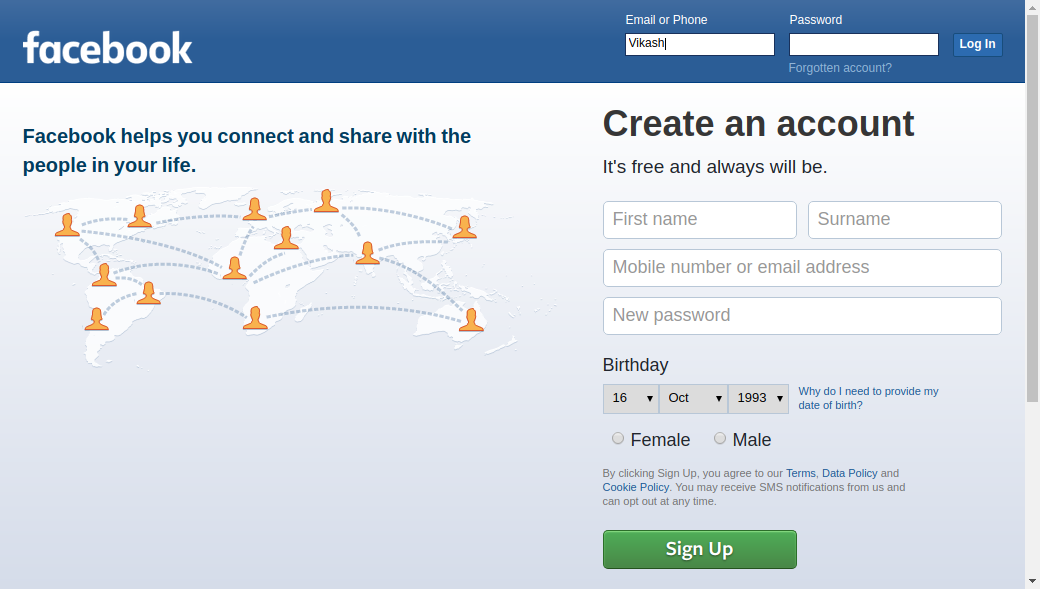 facebook
Email or Phone
Password
Vikash
Log In
Forgotten account?
Facebook helps you connect and share with the
people in your life.
Create an account
It's free and always will be.
First name
Surname
Mobile number or email address
New password
Birthday
16
Oct
1993
Why do I need to provide my
date of birth?
Female
Male
By clicking Sign Up, you agree to our Terms, Data Policy and
Cookie Policy. You may receive SMS notifications from us and
can opt out at any time.
Sign Up